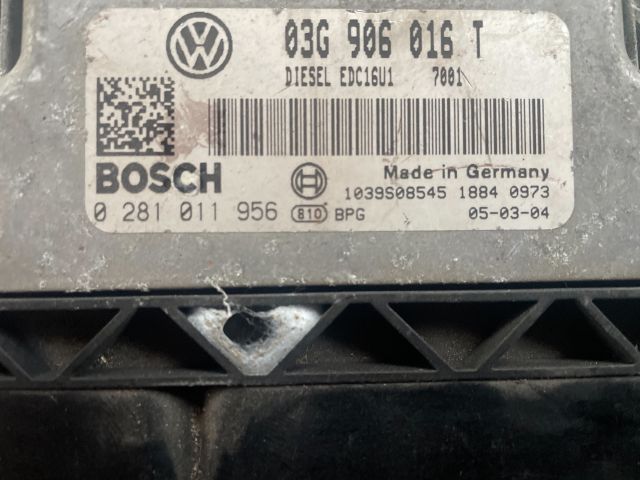 03G 906 016 T
DIESEL EDC16U1 7001
BOSCH
Made in Germany
1039S08545 1884 0973
0 281 011 956 810 BPG 05-03-04